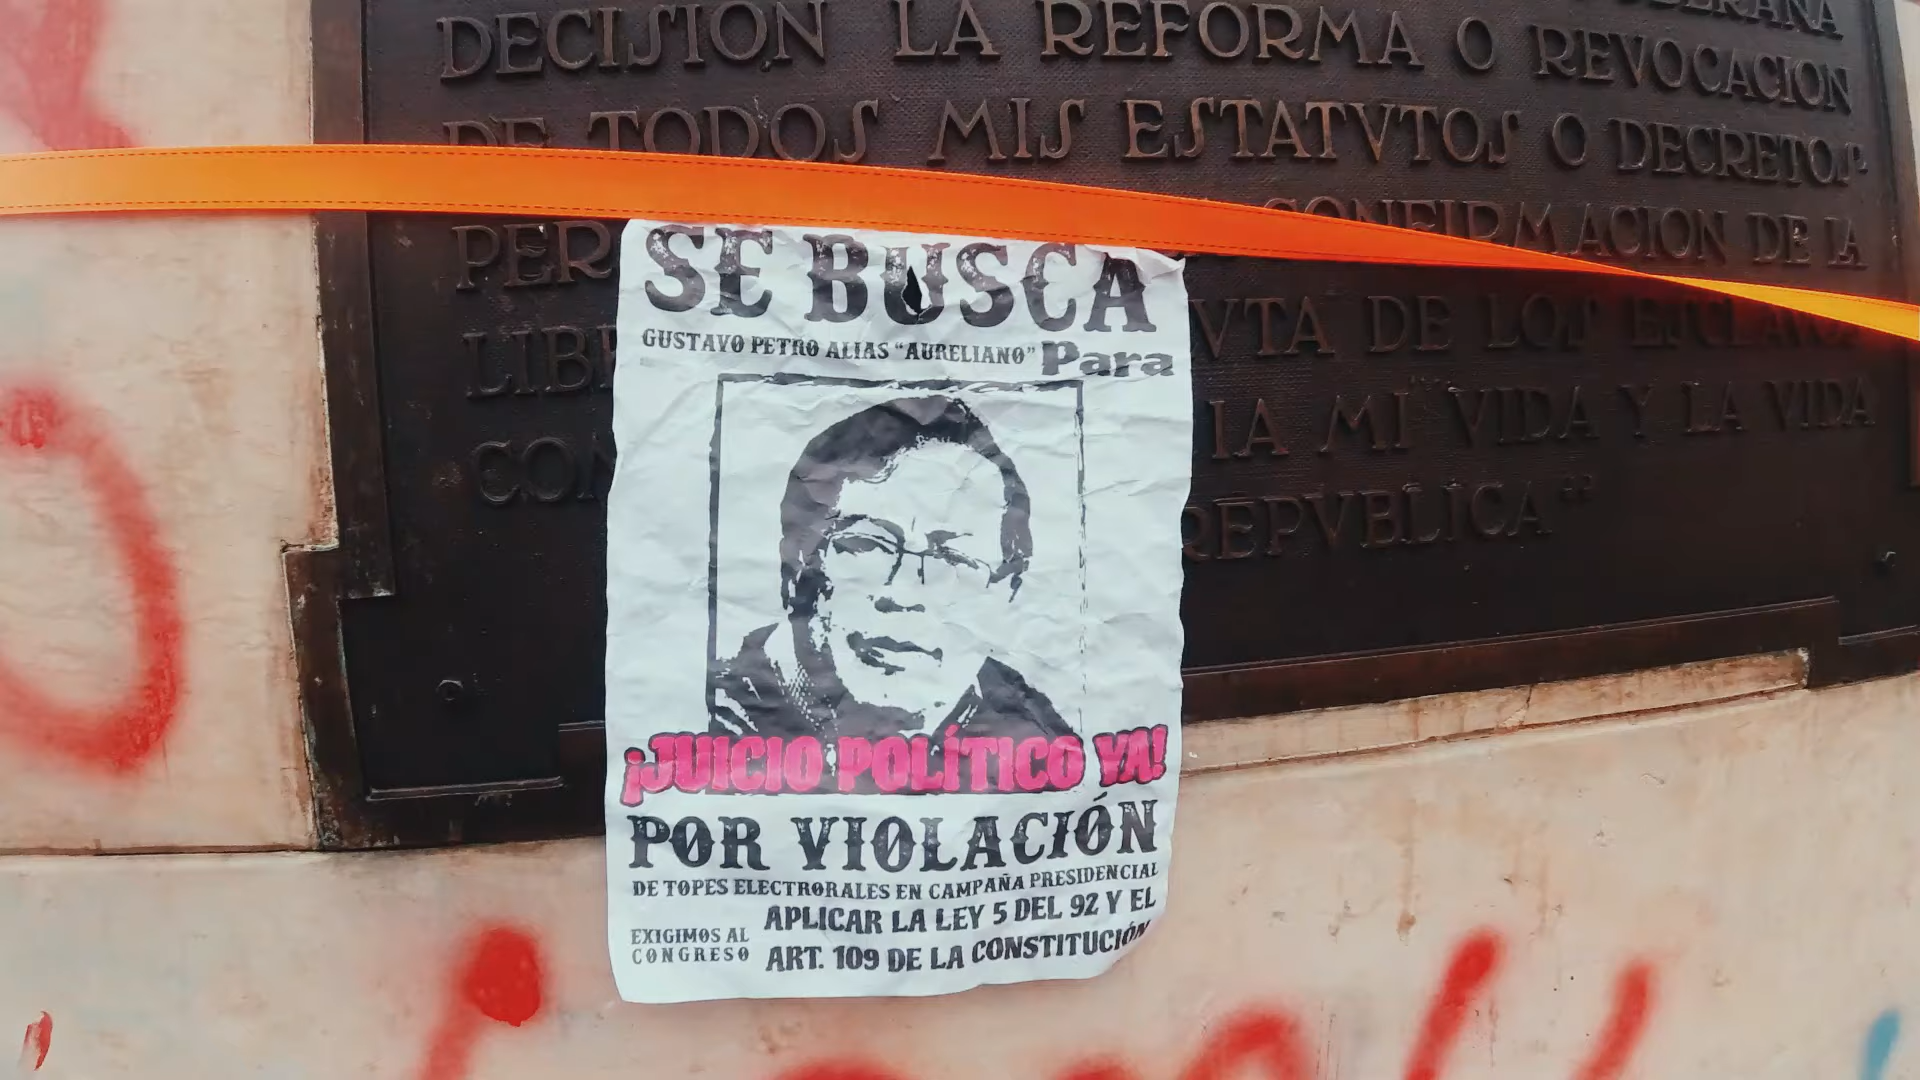 DECISION LA REFORMA O REVOCACION
DE TODOS MIS ESTATVTOS O DECRETOS
CONFIRMACION DE LA
VTA DE LOS
MI VIDA Y LA VIDA
REPVBLICA"
SE BUSCA
GUSTAVO PETRO ALIAS "AURELIANO" Para
¡JUICIO POLÍTICO YA!
POR VIOLACIÓN
DE TOPES ELECTRORALES EN CAMPAÑA PRESIDENCIAL
EXIGIMOS AL CONGRESO
APLICAR LA LEY 5 DEL 92 Y EL
ART. 109 DE LA CONSTITUCIÓN